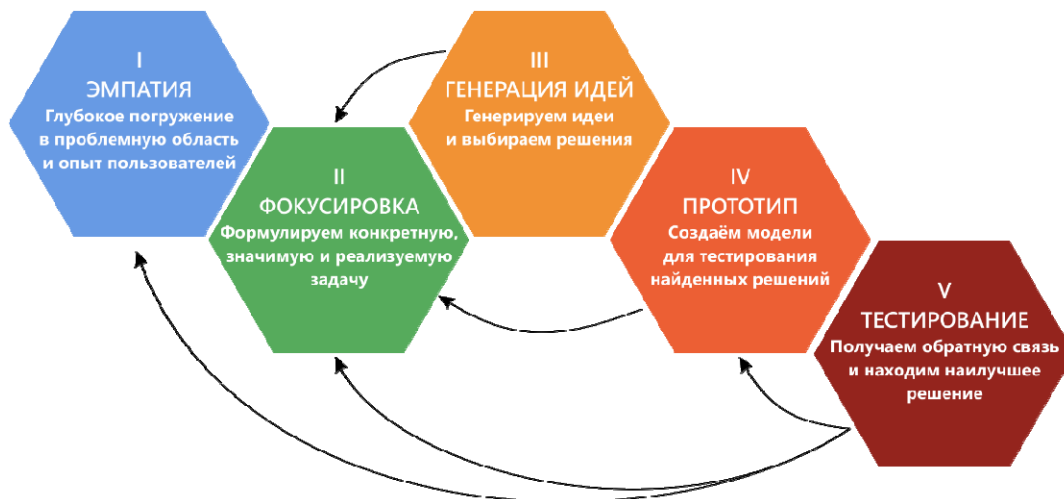 I
ЭМПАТИЯ
Глубокое погружение
в проблемную область
и опыт пользователей
II
ФОКУСИРОВКА
Формулируем конкретную,
значимую и реализуемую
задачу
III
ГЕНЕРАЦИЯ ИДЕЙ
Генерируем идеи
и выбираем решения
IV
ПРОТОТИП
Создаём модели
для тестирования
найденных решений
V
ТЕСТИРОВАНИЕ
Получаем обратную связь
и находим наилучшее
решение